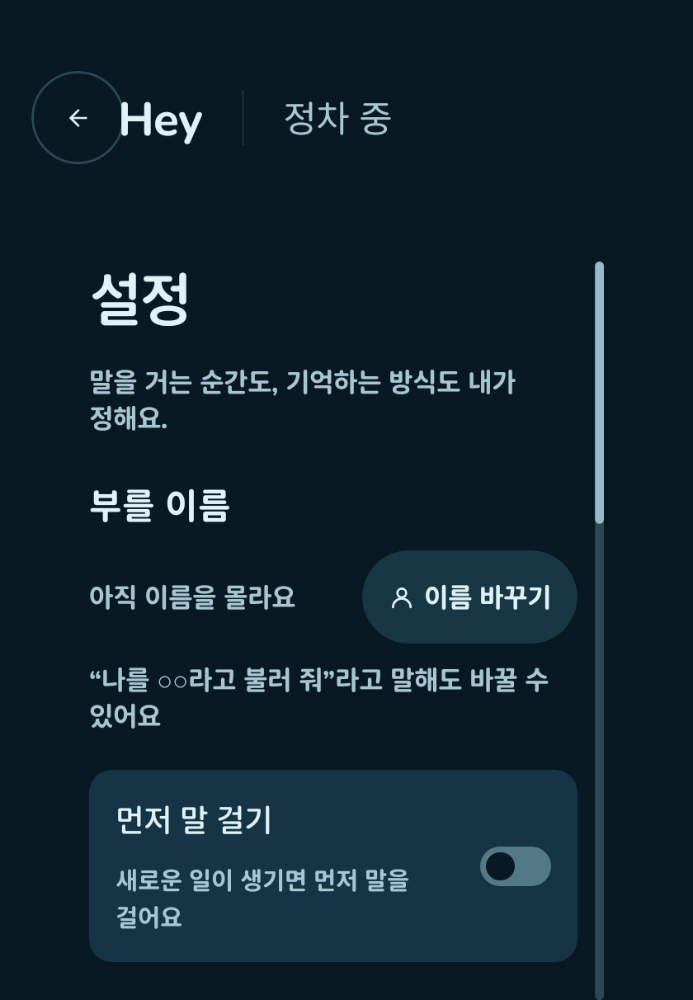 Hey
정차 중
설정
말을 거는 순간도, 기억하는 방식도 내가
정해요.
부를 이름
아직 이름을 몰라요
이름 바꾸기
“나를 ○○라고 불러 줘”라고 말해도 바꿀 수
있어요
먼저 말 걸기
새로운 일이 생기면 먼저 말을
걸어요